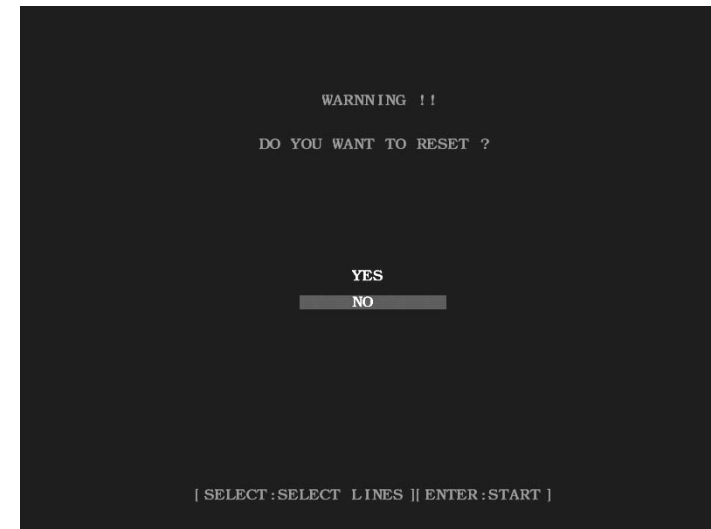 WARNNING !!
DO YOU WANT TO RESET ?
YES
NO
[ SELECT:SELECT LINES ][ ENTER:START ]